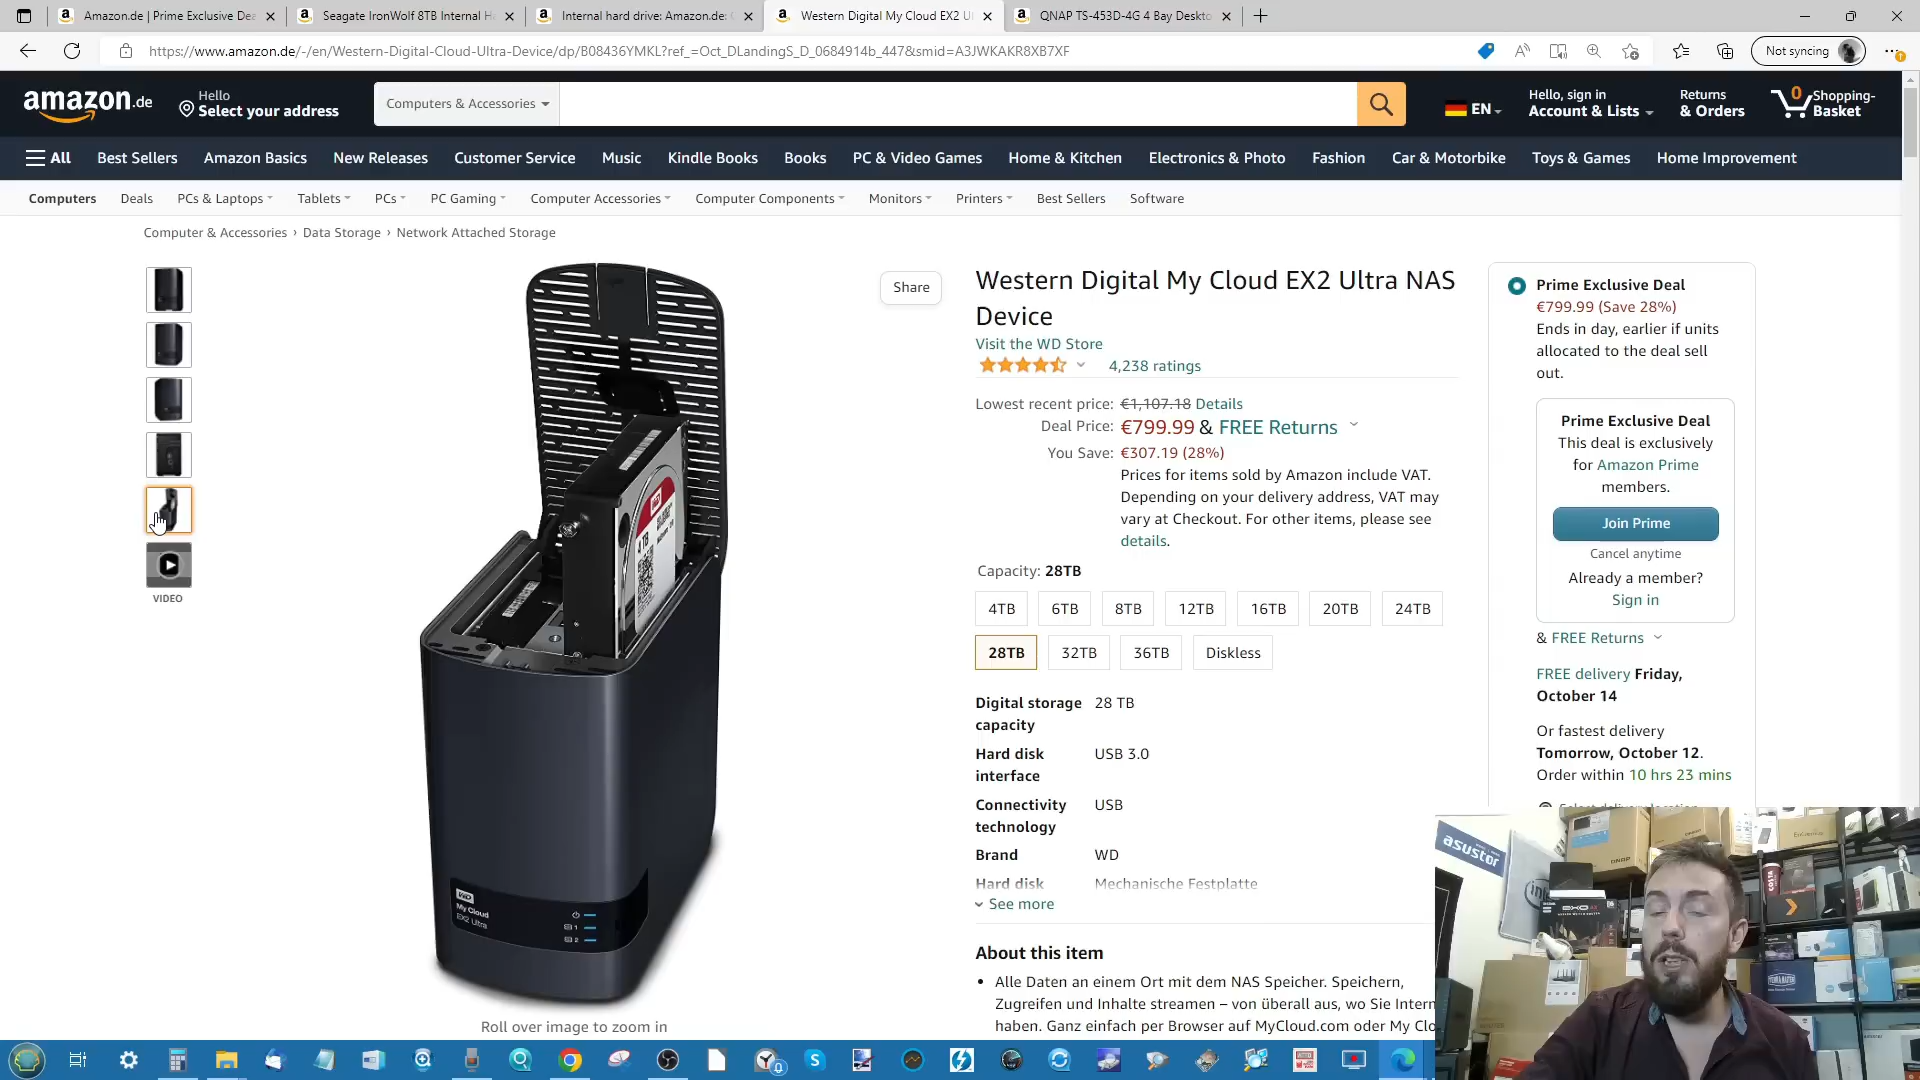 Amazon.de | Prime Exclusive Dea
Seagate IronWolf 8TB Internal H
Internal hard drive: Amazon.de:
Western Digital My Cloud EX2 U
QNAP TS-453D-4G 4 Bay Deskto
https://www.amazon.de/-/en/Western-Digital-Cloud-Ultra-Device/dp/B08436YMKL?ref_=Oct_DLandingS_D_0684914b_447&smid=A3JWKAKR8XB7XF
Not syncing
amazon.de
Hello
Select your address
Computers & Accessories
EN
Hello, sign in
Account & Lists
Returns
& Orders
0
Shopping-
Basket
All
Best Sellers
Amazon Basics
New Releases
Customer Service
Music
Kindle Books
Books
PC & Video Games
Home & Kitchen
Electronics & Photo
Fashion
Car & Motorbike
Toys & Games
Home Improvement
Computers
Deals
PCs & Laptops
Tablets
PCs
PC Gaming
Computer Accessories
Computer Components
Monitors
Printers
Best Sellers
Software
Computer & Accessories › Data Storage › Network Attached Storage
VIDEO
Share
4 TB
WD
My Cloud
EX2 Ultra
1
2
Roll over image to zoom in
Western Digital My Cloud EX2 Ultra NAS
Device
Visit the WD Store
4,238 ratings
Lowest recent price: €1,107.18 Details
Deal Price: €799.99 & FREE Returns
You Save: €307.19 (28%)
Prices for items sold by Amazon include VAT.
Depending on your delivery address, VAT may
vary at Checkout. For other items, please see
details.
Capacity: 28TB
4TB
6TB
8TB
12TB
16TB
20TB
24TB
28TB
32TB
36TB
Diskless
Digital storage
capacity
28 TB
Hard disk
interface
USB 3.0
Connectivity
technology
USB
Brand
WD
Hard disk
Mechanische Festplatte
See more
About this item
• Alle Daten an einem Ort mit dem NAS Speicher. Speichern,
Zugreifen und Inhalte streamen – von überall aus, wo Sie Intern
haben. Ganz einfach per Browser auf MyCloud.com oder My Clo
Prime Exclusive Deal
€799.99 (Save 28%)
Ends in day, earlier if units
allocated to the deal sell
out.
Prime Exclusive Deal
This deal is exclusively
for Amazon Prime
members.
Join Prime
Cancel anytime
Already a member?
Sign in
& FREE Returns
FREE delivery Friday,
October 14
Or fastest delivery
Tomorrow, October 12.
Order within 10 hrs 23 mins
asustor
intel
COSTA
QNAP